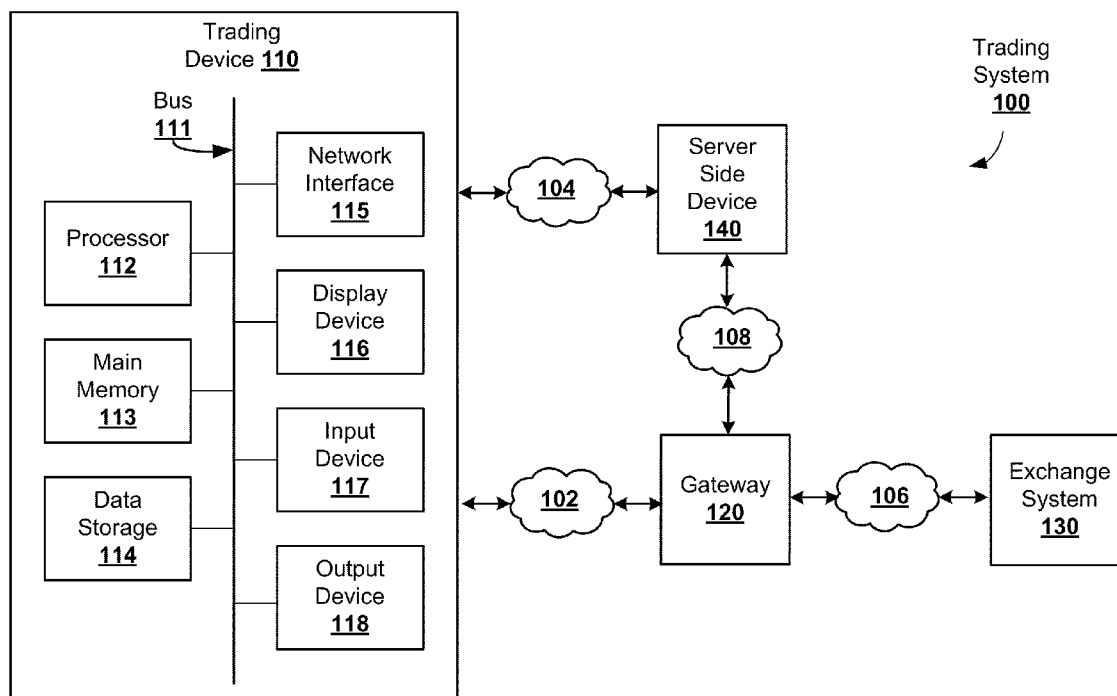 Trading
Device 110
Bus
111
Network
Interface
115
Processor
112
Display
Device
116
Main
Memory
113
Input
Device
117
Data
Storage
114
Output
Device
118
104
Server
Side
Device
140
108
102
Gateway
120
106
Exchange
System
130
Trading
System
100